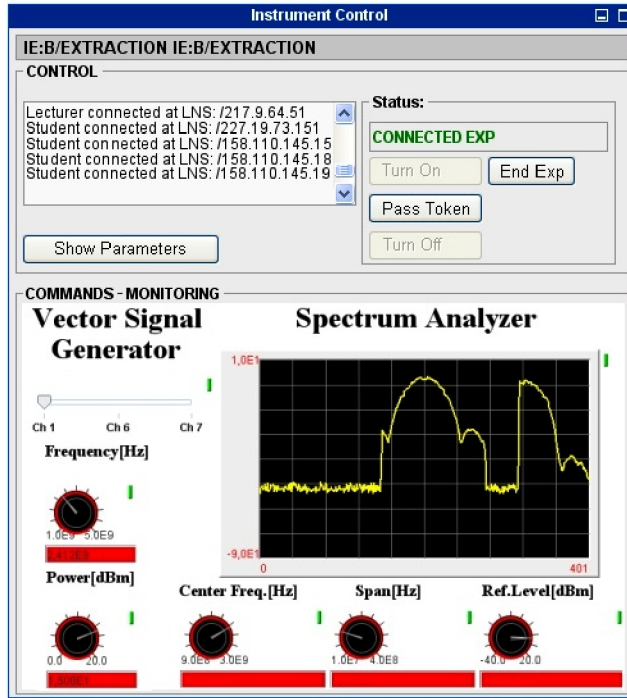 Instrument Control
IE:B/EXTRACTION IE:B/EXTRACTION
CONTROL
Lecturer connected at LNS: /217.9.64.51
Student connected at LNS: /227.19.73.151
Student connected at LNS: /158.110.145.15
Student connected at LNS: /158.110.145.18
Student connected at LNS: /158.110.145.19
Show Parameters
Status:
CONNECTED EXP
Turn On
End Exp
Pass Token
Turn Off
COMMANDS - MONITORING
Vector Signal
Generator
Ch 1 Ch 6 Ch 7
Frequency[Hz]
1.0E9 5.0E9
2,412E9
Power[dBm]
0.0 20.0
1,500E1
Spectrum Analyzer
1,0E1
-9,0E1
0 401
Center Freq.[Hz] Span[Hz] Ref.Level[dBm]
9.0E8 3.0E9 1.0E7 4.0E8 -40.0 20.0